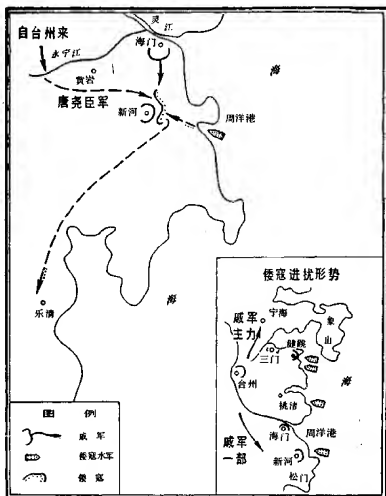 灵江
自台州来
海门
永宁江
黄岩
海
唐尧臣军
新河
周洋港
乐清
海
倭寇进扰形势
宁海
象山
戚军主力
健跳
三门
台州
海
桃渚
海门
周洋港
戚军一部
新河
松门
图 例
戚军
倭寇水军
倭寇